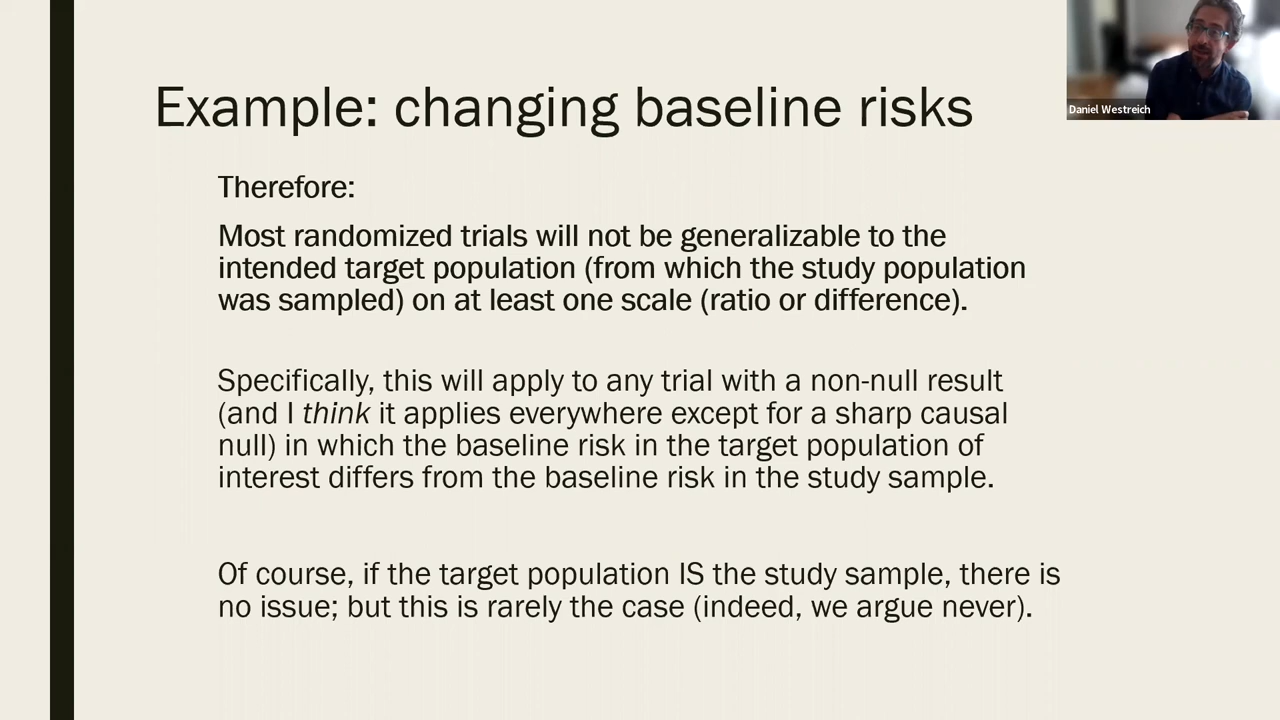 Example: changing baseline risks
Daniel Westreich
Therefore:
Most randomized trials will not be generalizable to the
intended target population (from which the study population
was sampled) on at least one scale (ratio or difference).
Specifically, this will apply to any trial with a non-null result
(and I think it applies everywhere except for a sharp causal
null) in which the baseline risk in the target population of
interest differs from the baseline risk in the study sample.
Of course, if the target population IS the study sample, there is
no issue; but this is rarely the case (indeed, we argue never).